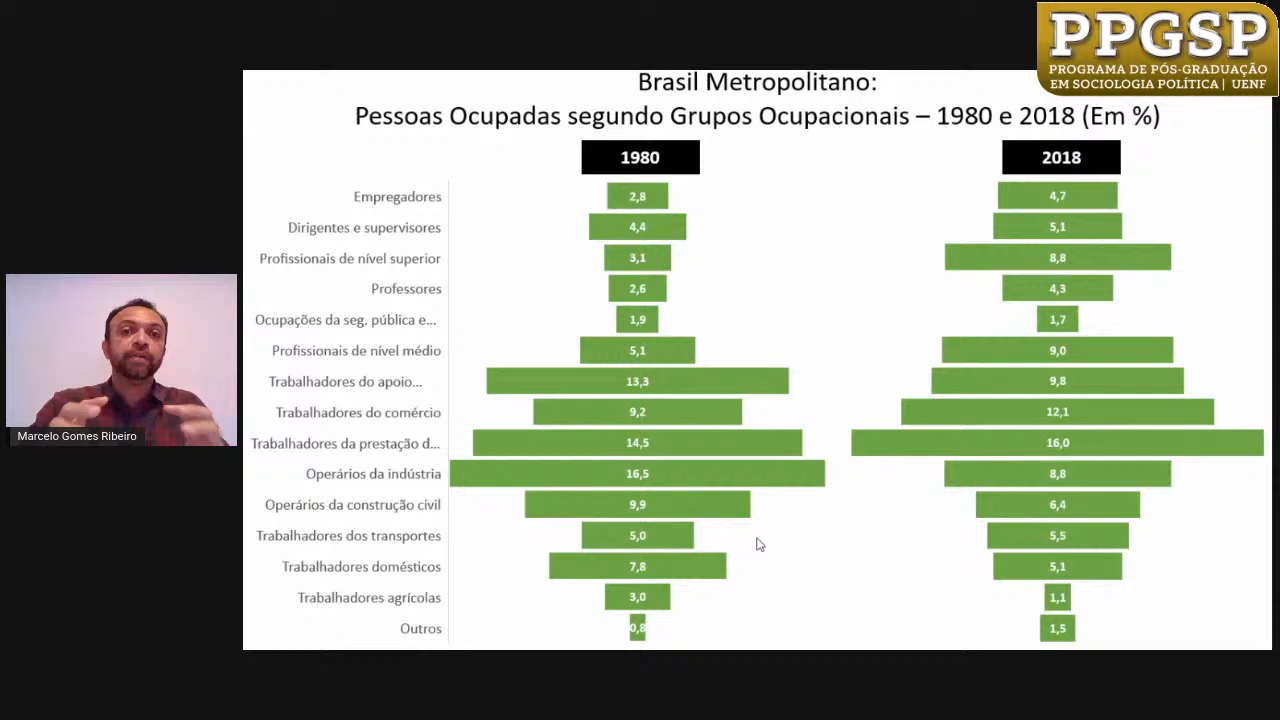 PPGSP
PROGRAMA DE PÓS-GRADUAÇÃO
EM SOCIOLOGIA POLÍTICA | UENF
Brasil Metropolitano:
Pessoas Ocupadas segundo Grupos Ocupacionais – 1980 e 2018 (Em %)
1980 2018
Empregadores 2,8 4,7
Dirigentes e supervisores 4,4 5,1
Profissionais de nível superior 3,1 8,8
Professores 2,6 4,3
Ocupações da seg. pública e... 1,9 1,7
Profissionais de nível médio 5,1 9,0
Trabalhadores do apoio... 13,3 9,8
Trabalhadores do comércio 9,2 12,1
Trabalhadores da prestação d... 14,5 16,0
Operários da indústria 16,5 8,8
Operários da construção civil 9,9 6,4
Trabalhadores dos transportes 5,0 5,5
Trabalhadores domésticos 7,8 5,1
Trabalhadores agrícolas 3,0 1,1
Outros 0,8 1,5
Marcelo Gomes Ribeiro